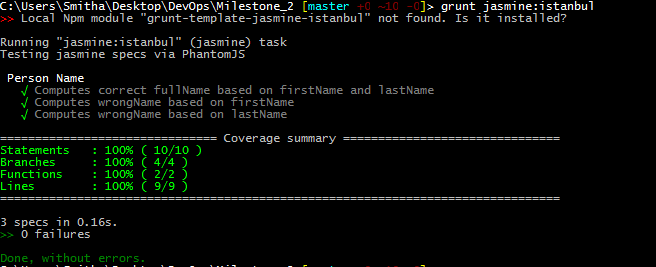 C:\Users\Smitha\Desktop\DevOps\Milestone_2 [master +0 ~10 -0]> grunt jasmine:istanbul
>> Local Npm module "grunt-template-jasmine-istanbul" not found. Is it installed?
Running "jasmine:istanbul" (jasmine) task
Testing jasmine specs via PhantomJS
Person Name
√ Computes correct fullName based on firstName and lastName
√ Computes wrongName based on firstName
√ Computes wrongName based on lastName
============================= Coverage summary =============================
Statements : 100% ( 10/10 )
Branches : 100% ( 4/4 )
Functions : 100% ( 2/2 )
Lines : 100% ( 9/9 )
================================================================================
3 specs in 0.16s.
>> 0 failures
Done, without errors.